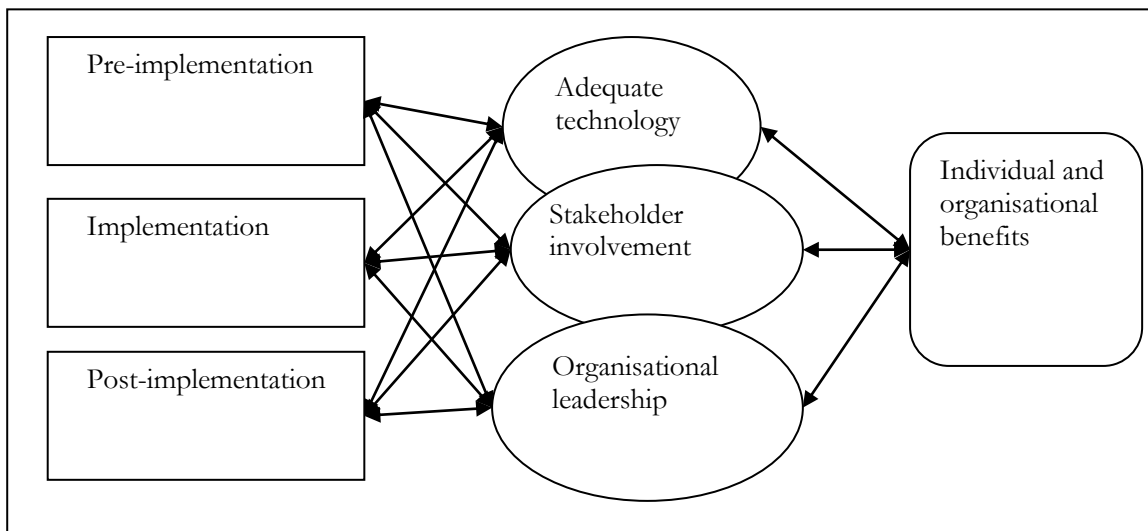 Pre-implementation
Implementation
Post-implementation
Adequate
technology
Stakeholder
involvement
Organisational
leadership
Individual and
organisational
benefits